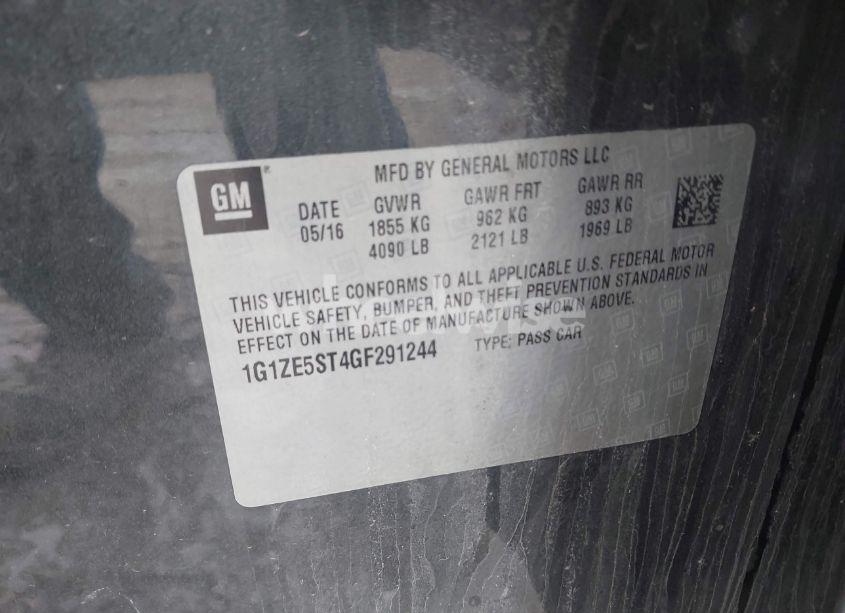 MFD BY GENERAL MOTORS LLC
GM
DATE GVWR GAWR FRT GAWR RR
05/16 1855 KG 962 KG 893 KG
4090 LB 2121 LB 1969 LB
THIS VEHICLE CONFORMS TO ALL APPLICABLE U.S. FEDERAL MOTOR
VEHICLE SAFETY, BUMPER, AND THEFT PREVENTION STANDARDS IN
EFFECT ON THE DATE OF MANUFACTURE SHOWN ABOVE.
1G1ZE5ST4GF291244 TYPE: PASS CAR